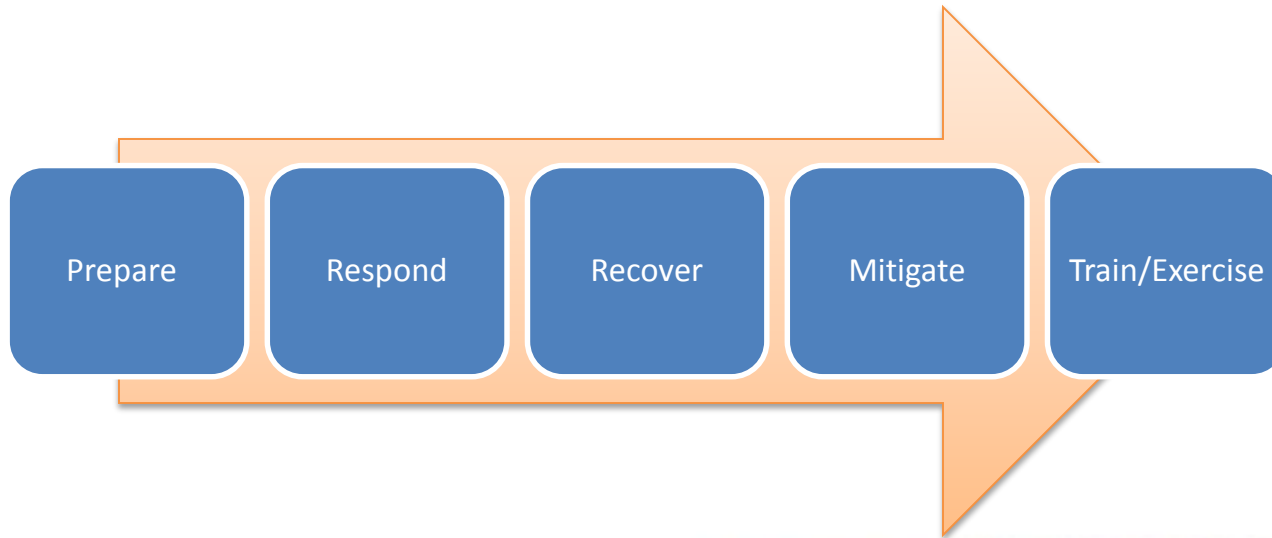 Prepare
Respond
Recover
Mitigate
Train/Exercise